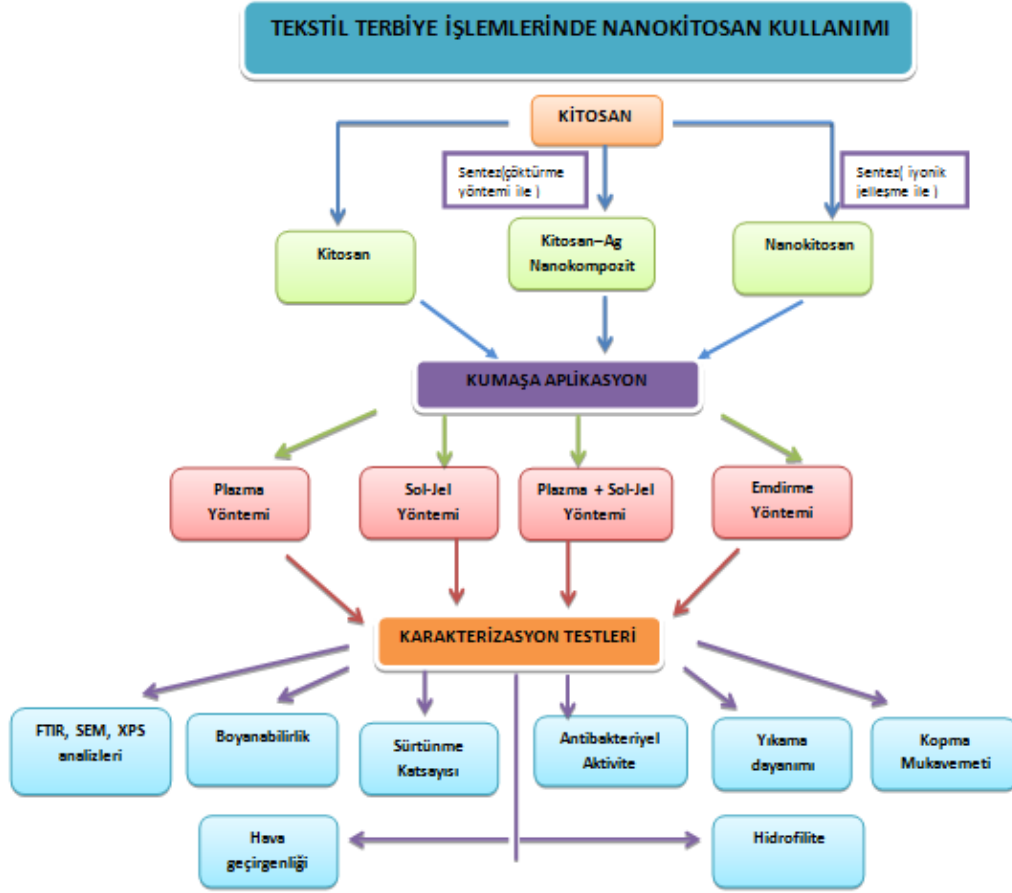 TEKSTİL TERBİYE İŞLEMLERİNDE NANOKİTOSAN KULLANIMI
KİTOSAN
Sentez(çöktürme
yöntemi ile )
Sentez( iyonik
jelleşme ile )
Kitosan
Kitosan–Ag
Nanokompozit
Nanokitosan
KUMAŞA APLİKASYON
Plazma
Yöntemi
Sol-Jel
Yöntemi
Plazma + Sol-Jel
Yöntemi
Emdirme
Yöntemi
KARAKTERİZASYON TESTLERİ
FTIR, SEM, XPS
analizleri
Boyanabilirlik
Sürtünme
Katsayısı
Antibakteriyel
Aktivite
Yıkama
dayanımı
Kopma
Mukavemeti
Hava
geçirgenliği
Hidrofilite